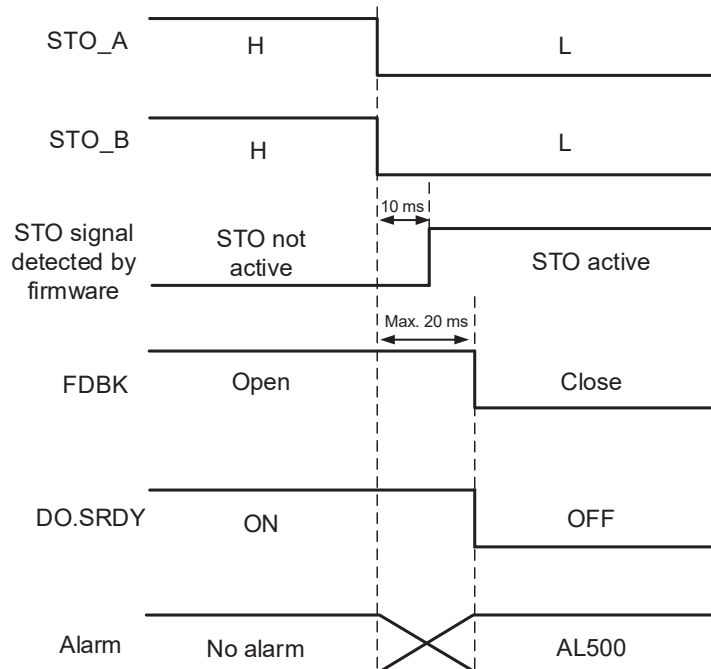 STO_A
H
L
STO_B
H
L
10 ms
STO signal
detected by
firmware
STO not
active
STO active
Max. 20 ms
FDBK
Open
Close
DO.SRDY
ON
OFF
Alarm
No alarm
AL500